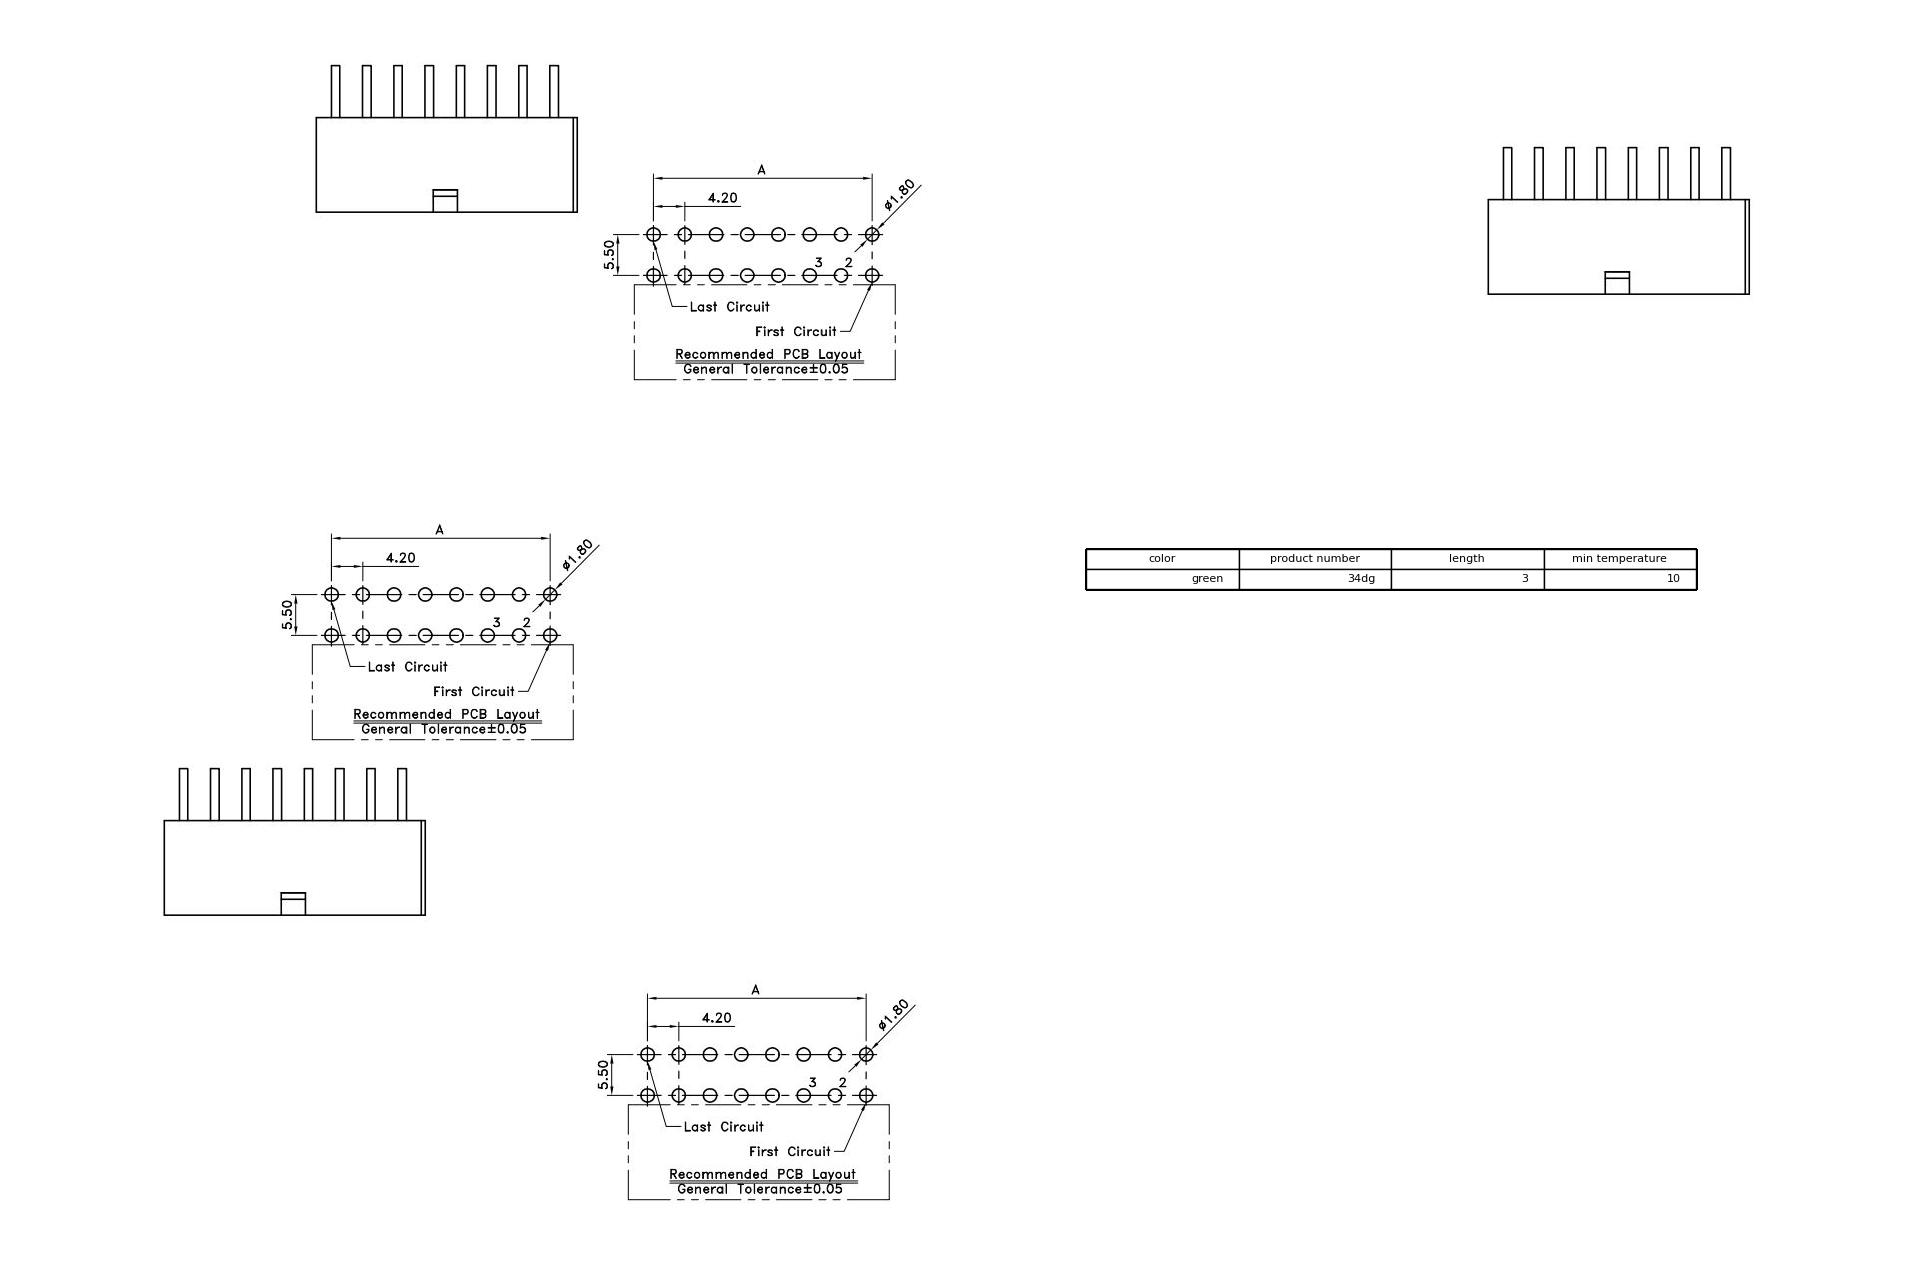 A
4.20
ø1.80
5.50
3 2
Last Circuit
First Circuit
Recommended PCB Layout
General Tolerance±0.05
A
4.20
ø1.80
5.50
3 2
Last Circuit
First Circuit
Recommended PCB Layout
General Tolerance±0.05
color product number length min temperature
green 34dg 3 10
A
4.20
ø1.80
5.50
3 2
Last Circuit
First Circuit
Recommended PCB Layout
General Tolerance±0.05